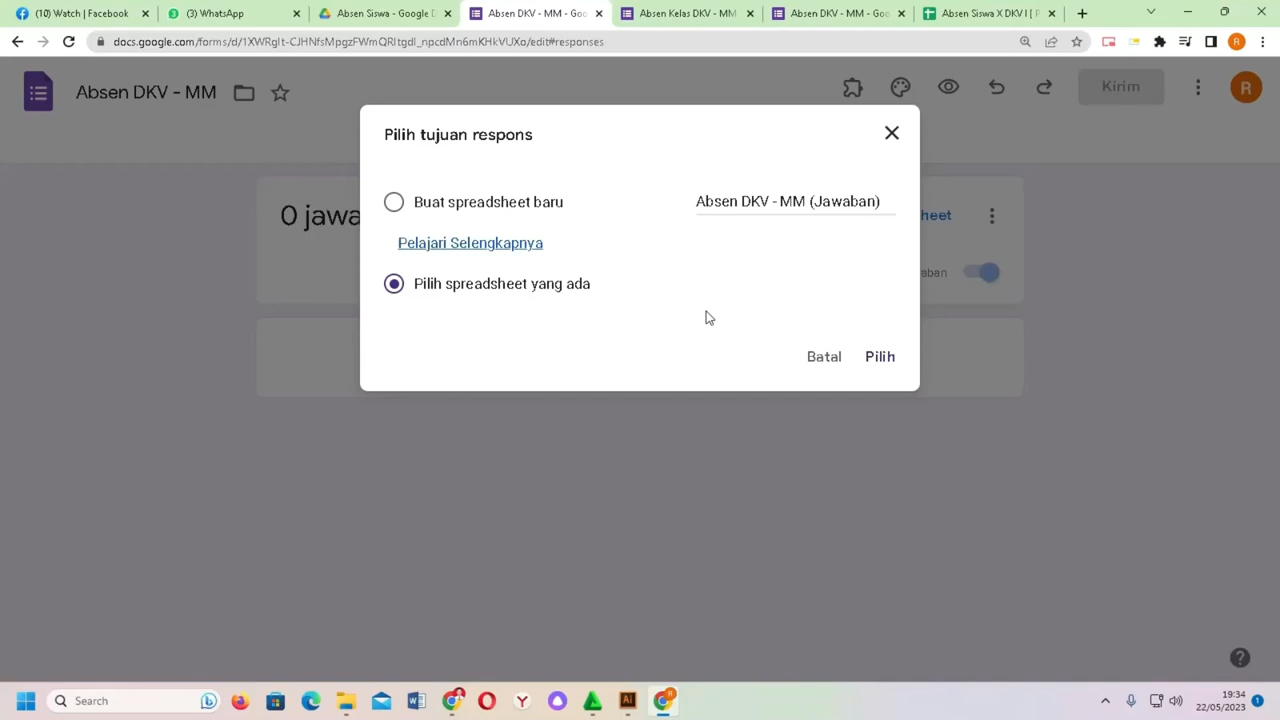 (10) Watch | Facebook
(3) WhatsApp
Absen Siswa - Google D
Absen DKV - MM - Goo
Absen Kelas DKV - MM
Absen DKV - MM - Goo
Absen Siswa X DKV I [ P
docs.google.com/forms/d/1XWRgIt-CJHNfsMpgzFWmQRItgdI_npcdMn6mKHkVUXo/edit#responses
Absen DKV - MM
Kirim
R
Pilih tujuan respons
Buat spreadsheet baru
Absen DKV - MM (Jawaban)
0 jawa
heet
Pelajari Selengkapnya
aban
Pilih spreadsheet yang ada
Batal
Pilih
Search
Ai
19:34
22/05/2023
1